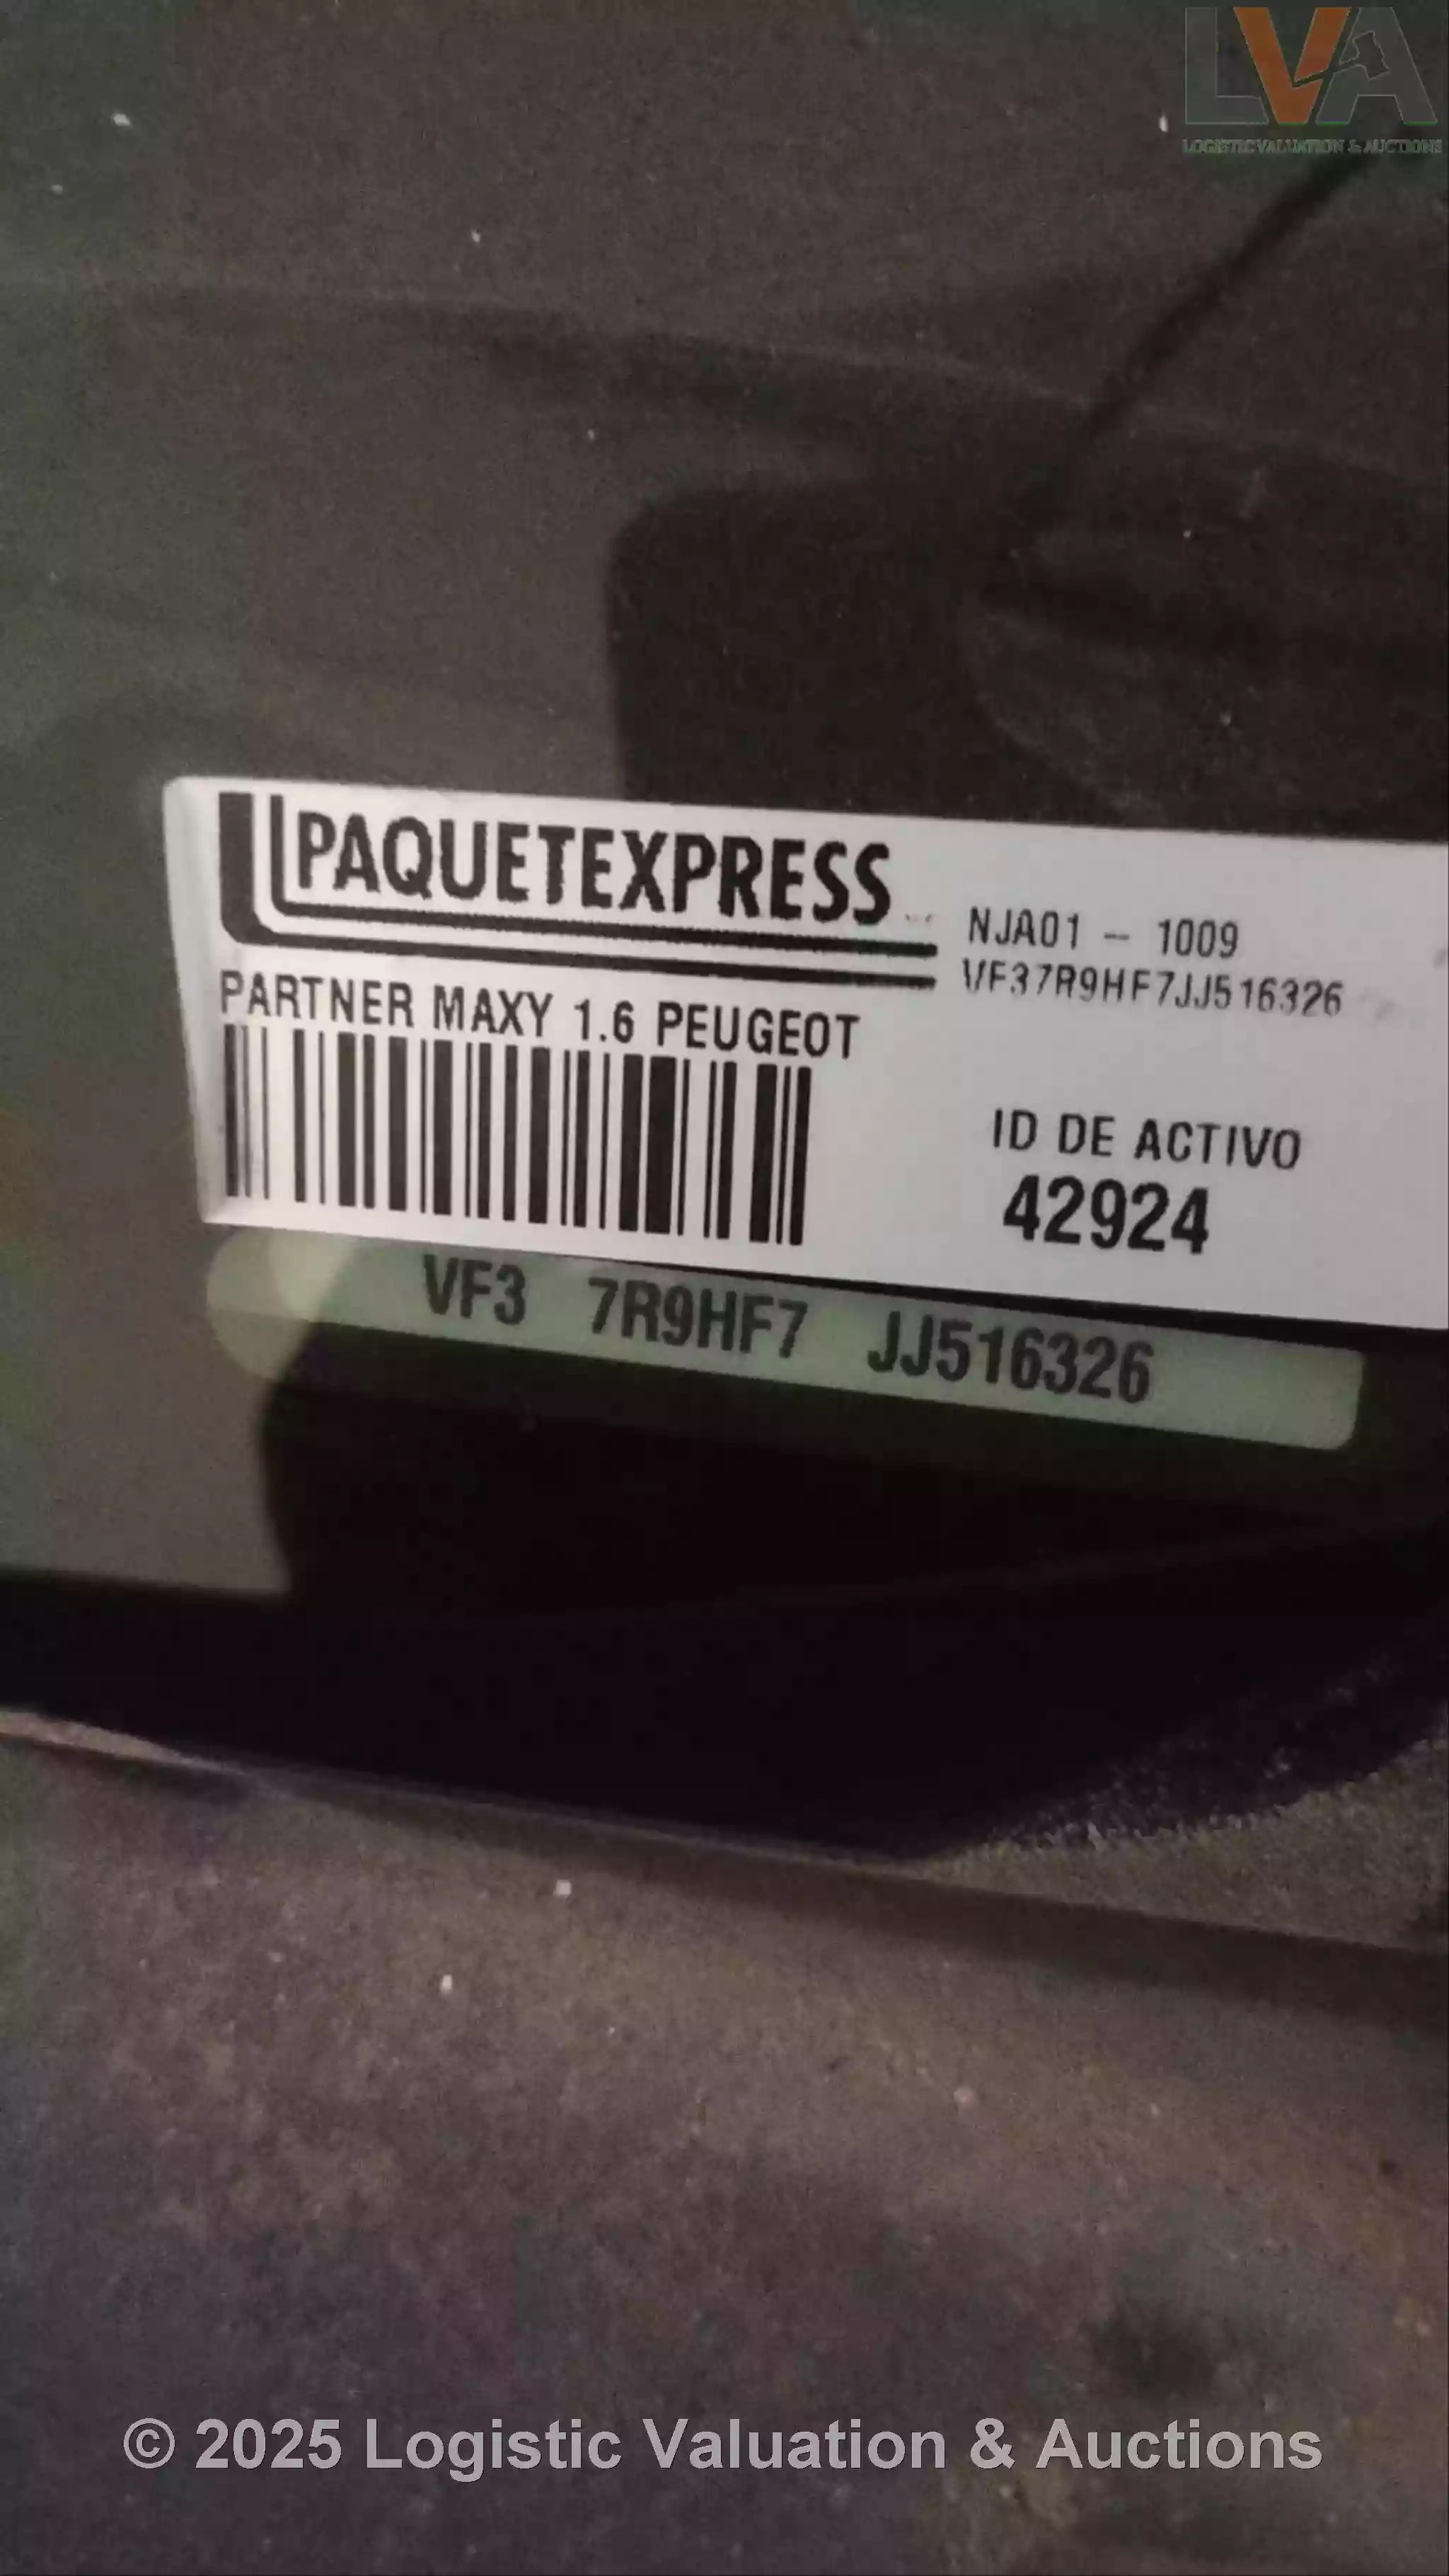 LVA
LOGISTIC VALUATION & AUCTIONS
PAQUETEXPRESS
NJA01 - 1009
VF37R9HF7JJ516326
PARTNER MAXY 1.6 PEUGEOT
ID DE ACTIVO
42924
VF3 7R9HF7 JJ516326
© 2025 Logistic Valuation & Auctions